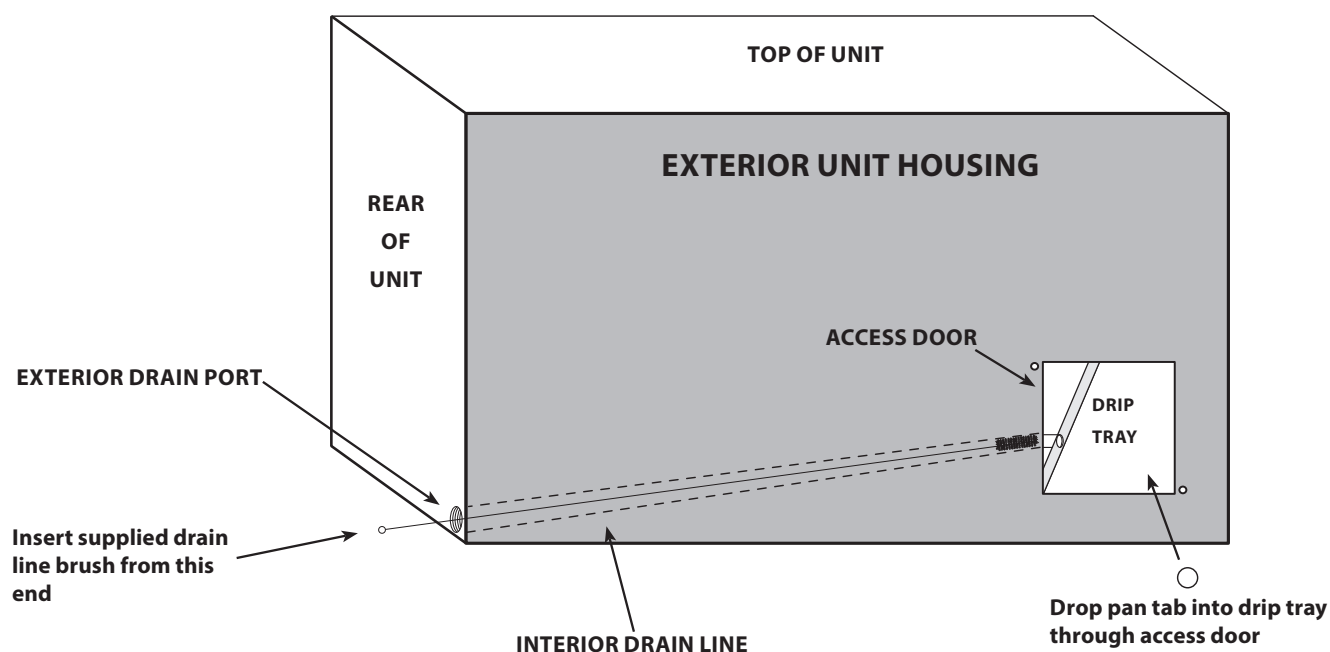 TOP OF UNIT
EXTERIOR UNIT HOUSING
REAR
OF
UNIT
ACCESS DOOR
EXTERIOR DRAIN PORT
DRIP
TRAY
Insert supplied drain
line brush from this
end
INTERIOR DRAIN LINE
Drop pan tab into drip tray
through access door